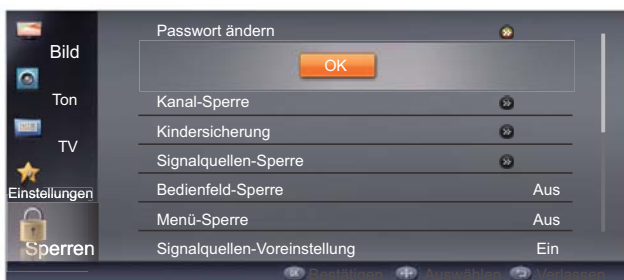 Bild
Ton
TV
Einstellungen
Sperren
Passwort ändern
OK
Kanal-Sperre
Kindersicherung
Signalquellen-Sperre
Bedienfeld-Sperre Aus
Menü-Sperre Aus
Signalquellen-Voreinstellung Ein
OK Bestätigen Auswählen Verlassen